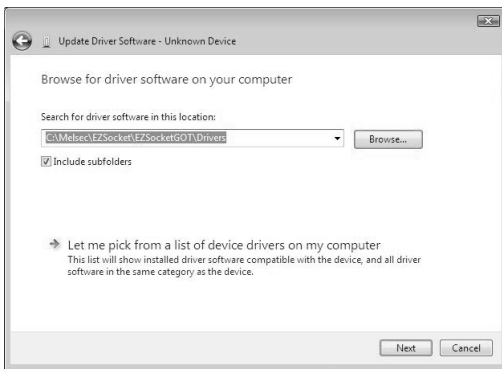 Update Driver Software - Unknown Device
Browse for driver software on your computer
Search for driver software in this location:
C:\Melsec\EZSocket\EZSocketGOT\Drivers
Browse...
Include subfolders
Let me pick from a list of device drivers on my computer
This list will show installed driver software compatible with the device, and all driver
software in the same category as the device.
Next Cancel